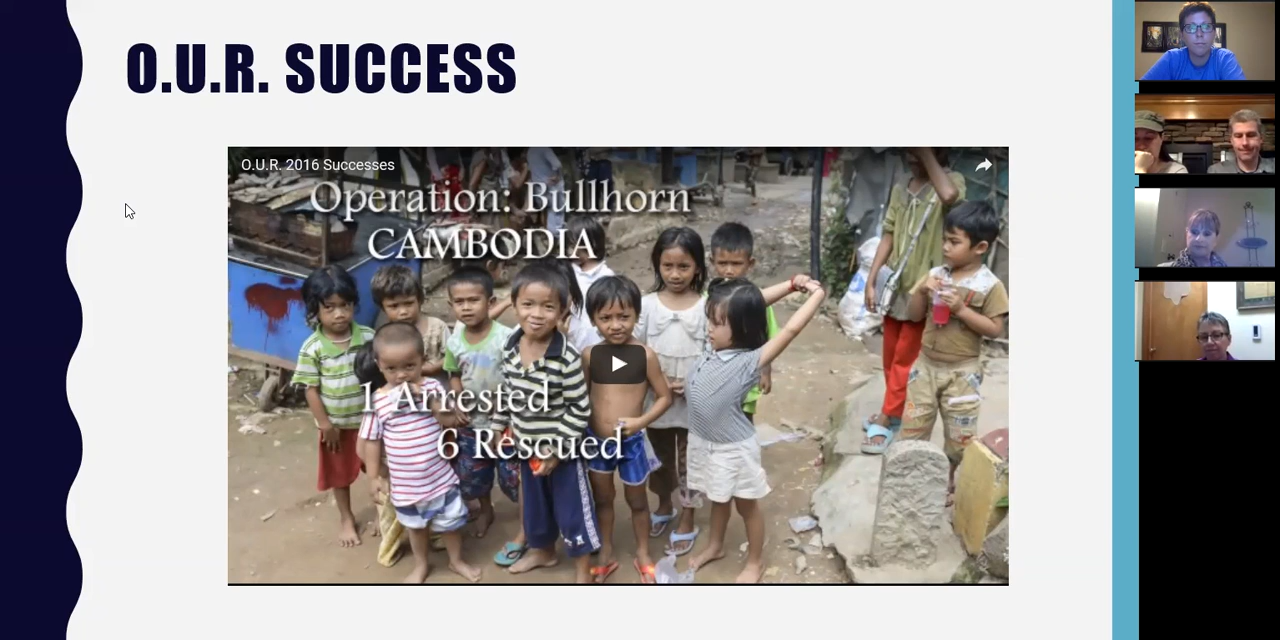 O.U.R. SUCCESS
O.U.R. 2016 Successes
Operation: Bullhorn
CAMBODIA
1 Arrested
6 Rescued